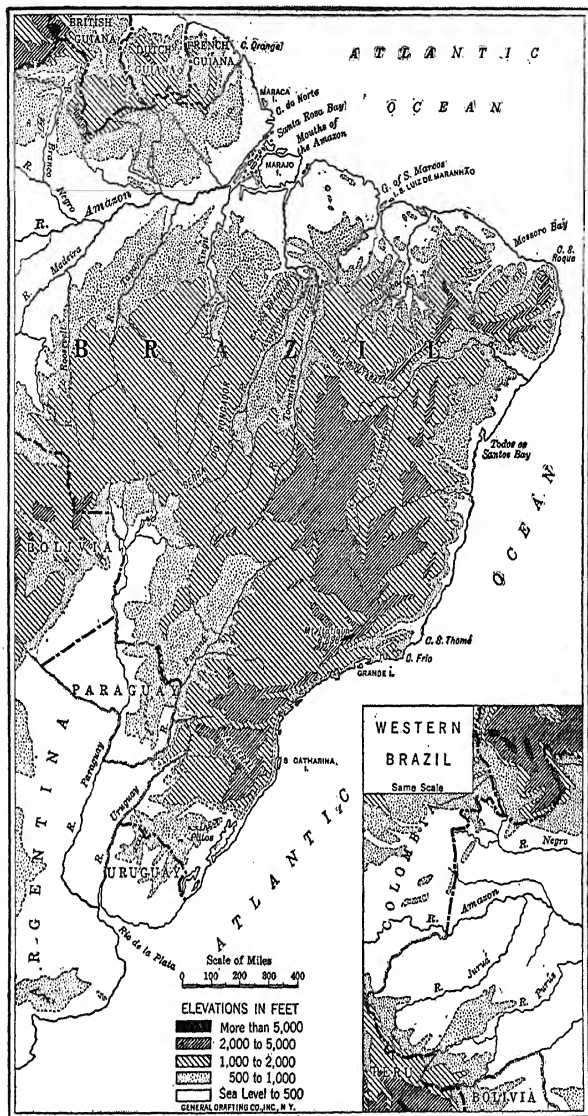 BRITISH
GUIANA
DUTCH
GUIANA
FRENCH
GUIANA
C. Orange
ATLANTIC
OCEAN
MARACA
I.
C. do Norte
Santa Rosa Bay
Mouths of
the Amazon
MARAJO
I.
R.
Branco
R.
Negro
R. Amazon
R. Madeira
G. of S. Marcos
I. S. LUIZ DE MARANHÃO
Mossoro Bay
C. S.
Roque
R.
Tocantins
BRAZIL
Todos os
Santos Bay
OCEAN
BOLIVIA
C. S. Thomé
C. Frio
GRANDE I.
PARAGUAY
R. Paraguay
R. Uruguay
S. CATHARINA
I.
ARGENTINA
URUGUAY
Rio de la Plata
ATLANTIC
WESTERN
BRAZIL
Same Scale
COLOMBIA
R. Negro
R. Amazon
R. Juruá
R. Purús
PERU
BOLIVIA
Scale of Miles
0 100 200 400
ELEVATIONS IN FEET
More than 5,000
2,000 to 5,000
1,000 to 2,000
500 to 1,000
Sea Level to 500
GENERAL DRAFTING CO., INC., N. Y.